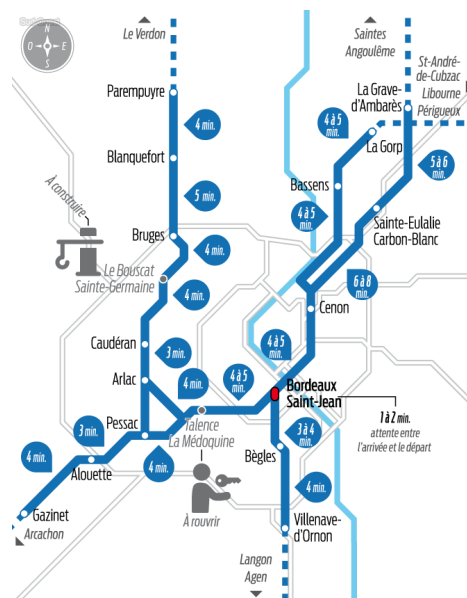 Sud Ouest
N
O
E
S
Le Verdon
Saintes
Angoulême
St-André-
de-Cubzac
Libourne
Périgueux
Parempuyre
La Grave-
d'Ambarès
4 min.
4 à 5
min.
La Gorp
Blanquefort
5 à 6
min.
Bassens
5 min.
À construire
4 à 5
min.
Sainte-Eulalie
Carbon-Blanc
Bruges
4 min.
Le Bouscat
Sainte-Germaine
6 à 8
min.
4 min.
Cenon
Caudéran
3 min.
4 à 5
min.
Arlac
4 min.
4 à 5
min.
Bordeaux
Saint-Jean
3 min.
Pessac
Talence
La Médoquine
1 à 2 min.
attente entre
l'arrivée et le départ
3 à 4
min.
4 min.
Alouette
4 min.
Bègles
4 min.
Gazinet
À rouvrir
Villenave-
d'Ornon
Arcachon
Langon
Agen